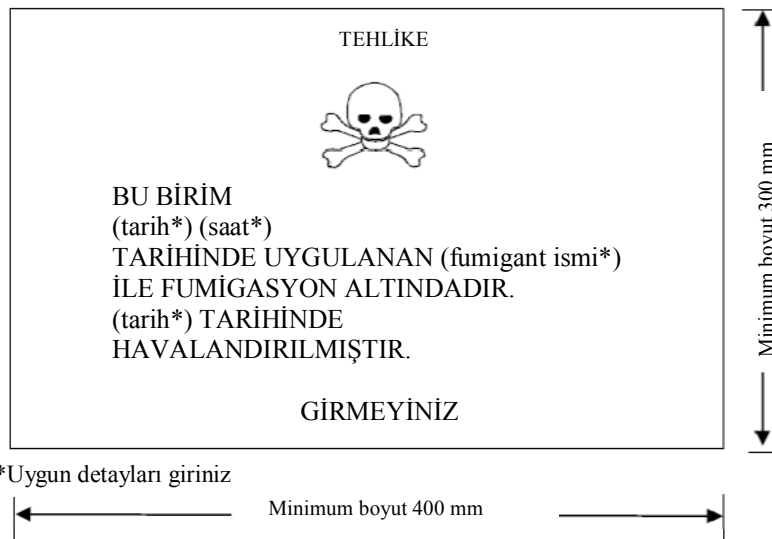 TEHLİKE
BU BİRİM
(tarih*) (saat*)
TARİHİNDE UYGULANAN (fumigant ismi*)
İLE FUMİGASYON ALTINDADIR.
(tarih*) TARİHİNDE
HAVALANDIRILMIŞTIR.
GİRMEYİNİZ
Minimum boyut 300 mm
*Uygun detayları giriniz
Minimum boyut 400 mm